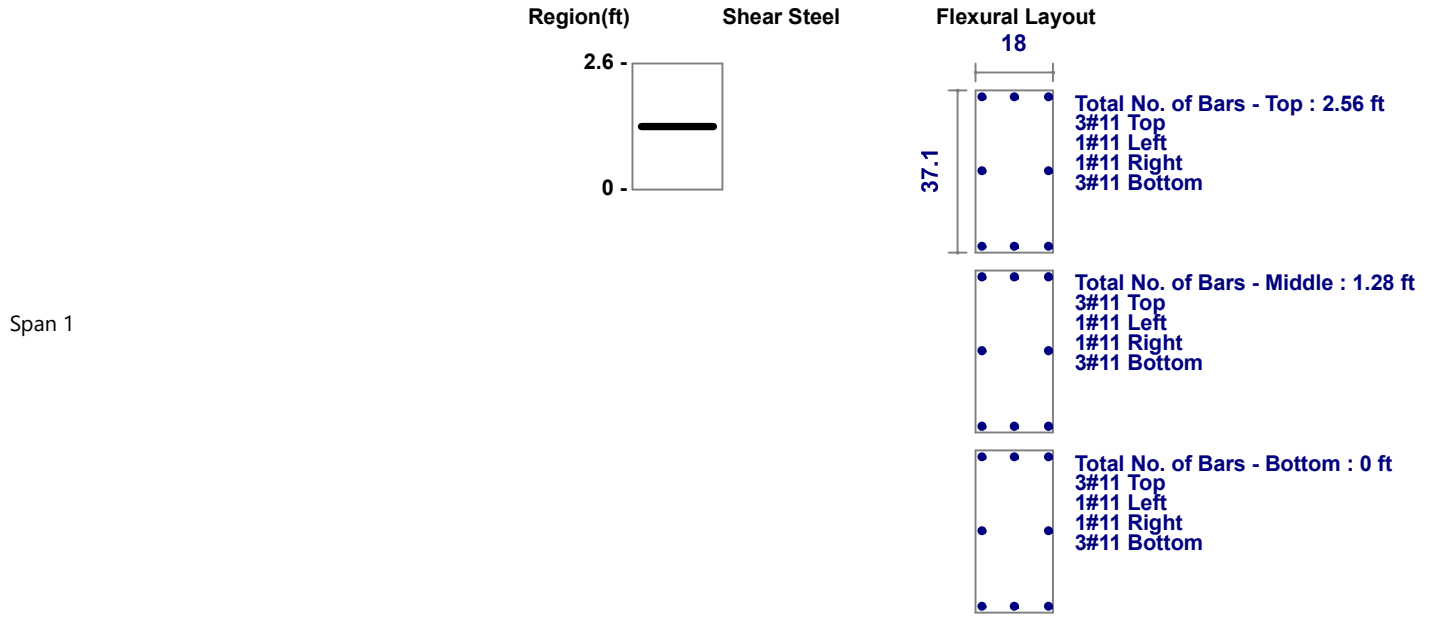 Region(ft) Shear Steel Flexural Layout
18
2.6 -
0 -
37.1
Total No. of Bars - Top : 2.56 ft
3#11 Top
1#11 Left
1#11 Right
3#11 Bottom
Span 1
Total No. of Bars - Middle : 1.28 ft
3#11 Top
1#11 Left
1#11 Right
3#11 Bottom
Total No. of Bars - Bottom : 0 ft
3#11 Top
1#11 Left
1#11 Right
3#11 Bottom